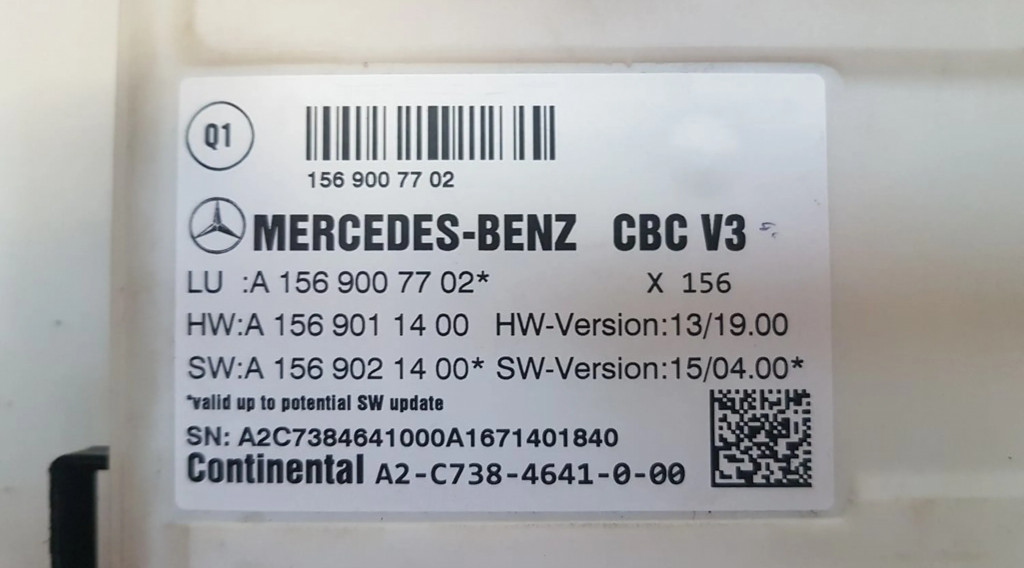 Q1
156 900 77 02
MERCEDES-BENZ CBC V3
LU :A 156 900 77 02* X 156
HW:A 156 901 14 00 HW-Version:13/19.00
SW:A 156 902 14 00* SW-Version:15/04.00*
*valid up to potential SW update
SN: A2C7384641000A1671401840
Continental A2-C738-4641-0-00